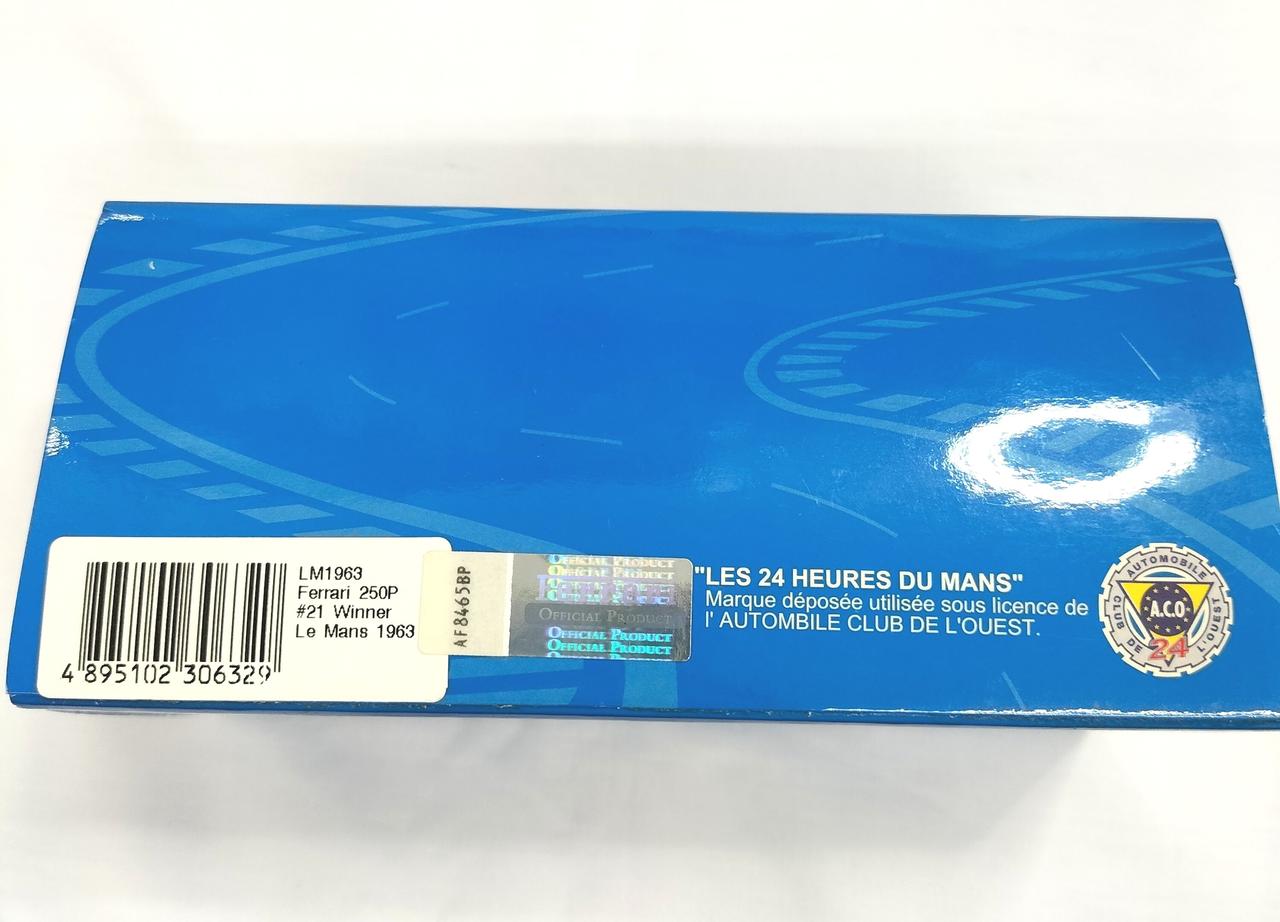 LM1963
Ferrari 250P
#21 Winner
Le Mans 1963
4 895102 306329
AF8465BP
OFFICIAL PRODUCT
OFFICIAL PRODUCT
OFFICIAL PRODUCT
OFFICIAL PRODUCT
OFFICIAL PRODUCT
"LES 24 HEURES DU MANS"
Marque déposée utilisée sous licence de
l' AUTOMBILE CLUB DE L'OUEST.
AUTOMOBILE
CLUB DE L'OUEST
A.C.O
24